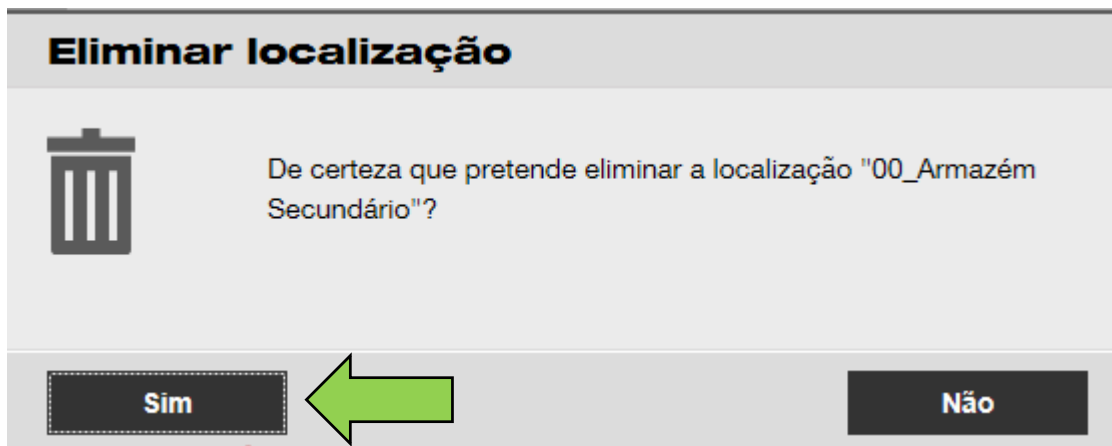 Eliminar localização
De certeza que pretende eliminar a localização "00_Armazém
Secundário"?
Sim
Não